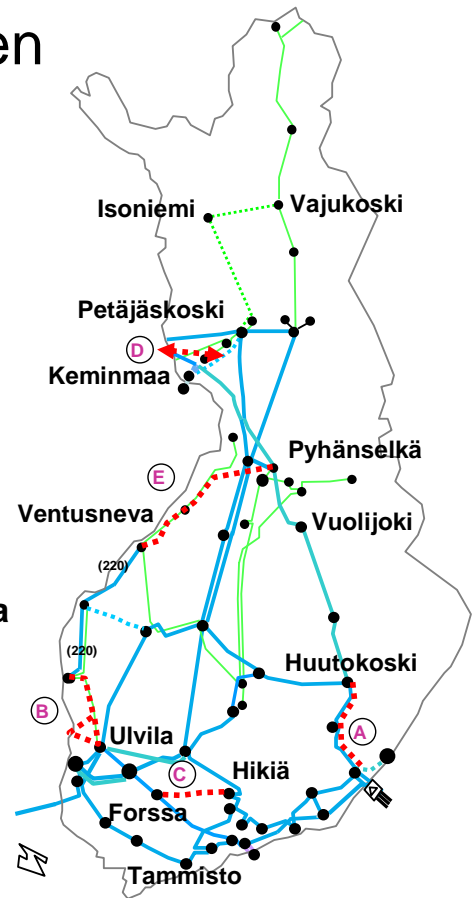 en
Isoniemi
Vajukoski
Petäjäskoski
D
Keminmaa
Pyhänselkä
E
Ventusneva
Vuolijoki
(220)
a
(220)
Huutokoski
B
A
Ulvila
C
Hikiä
Forssa
Tammisto